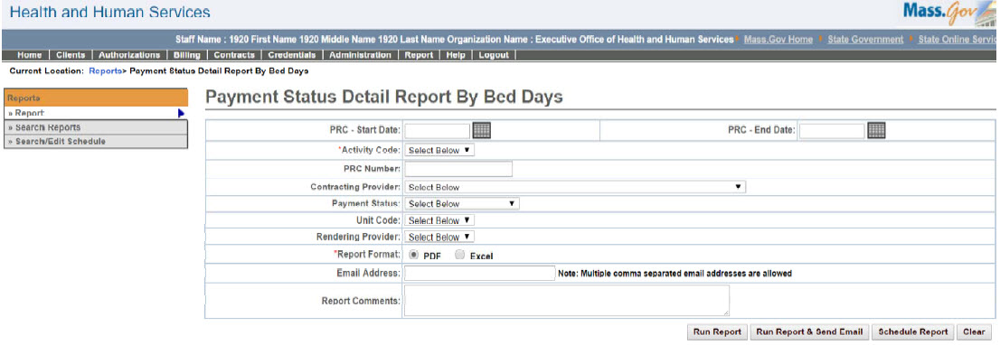 Health and Human Services
Mass.Gov
Staff Name : 1920 First Name 1920 Middle Name 1920 Last Name Organization Name : Executive Office of Health and Human Services Mass.Gov Home State Government State Online Servic
Home | Clients | Authorizations | Billing | Contracts | Credentials | Administration | Report | Help | Logout |
Current Location: Reports> Payment Status Detail Report By Bed Days
Reports
» Report
» Search Reports
» Search/Edit Schedule
Payment Status Detail Report By Bed Days
PRC - Start Date: PRC - End Date:
*Activity Code: Select Below ▼
PRC Number:
Contracting Provider: Select Below ▼
Payment Status: Select Below ▼
Unit Code: Select Below ▼
Rendering Provider: Select Below ▼
*Report Format: PDF Excel
Email Address: Note: Multiple comma separated email addresses are allowed
Report Comments:
Run Report Run Report & Send Email Schedule Report Clear